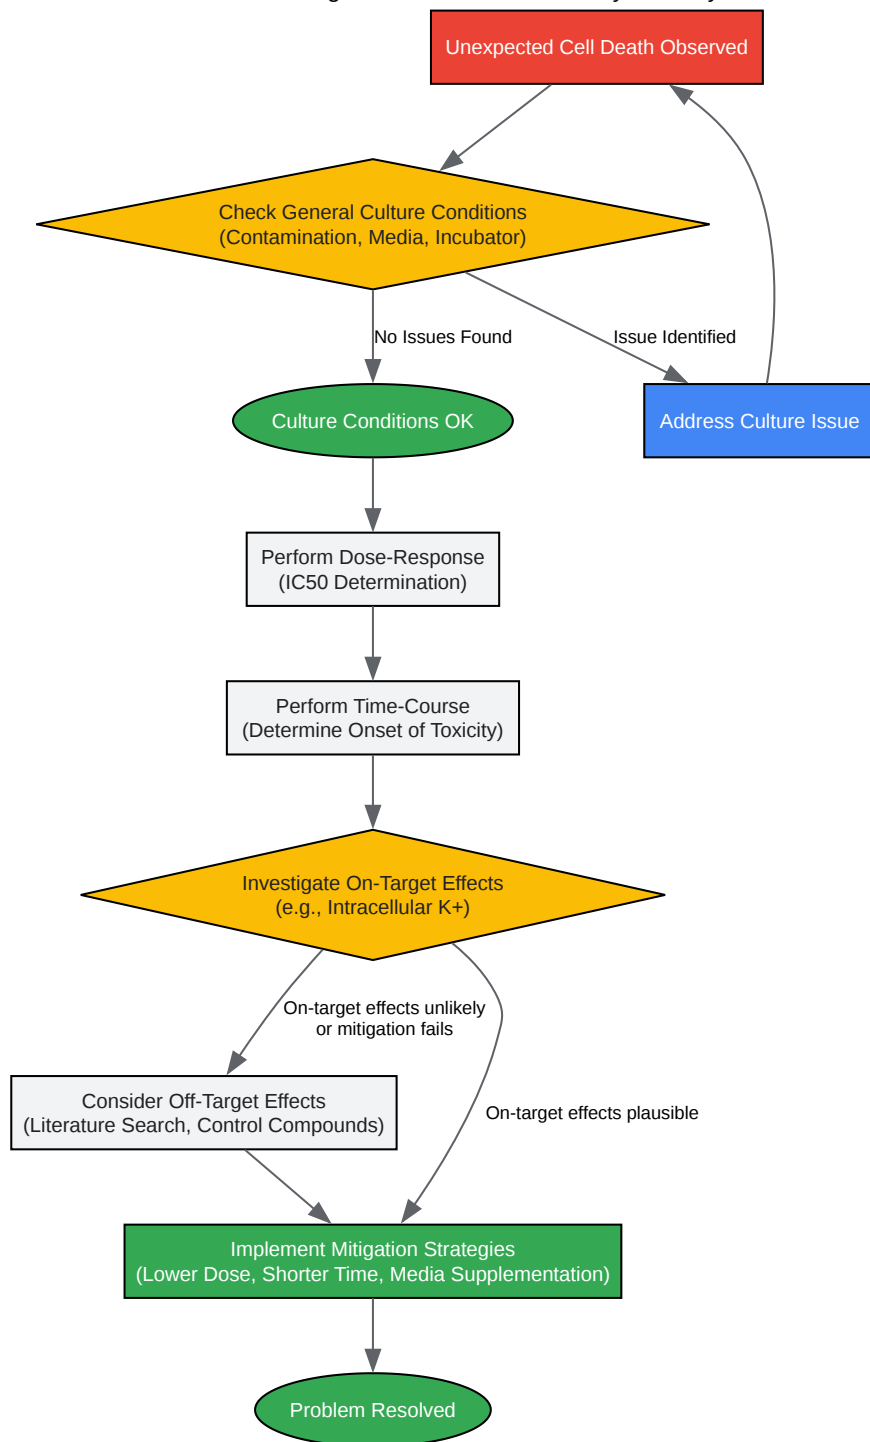 Unexpected Cell Death Observed
Check General Culture Conditions
(Contamination, Media, Incubator)
No Issues Found
Issue Identified
Culture Conditions OK
Address Culture Issue
Perform Dose-Response
(IC50 Determination)
Perform Time-Course
(Determine Onset of Toxicity)
Investigate On-Target Effects
(e.g., Intracellular K+)
On-target effects unlikely
or mitigation fails
On-target effects plausible
Consider Off-Target Effects
(Literature Search, Control Compounds)
Implement Mitigation Strategies
(Lower Dose, Shorter Time, Media Supplementation)
Problem Resolved